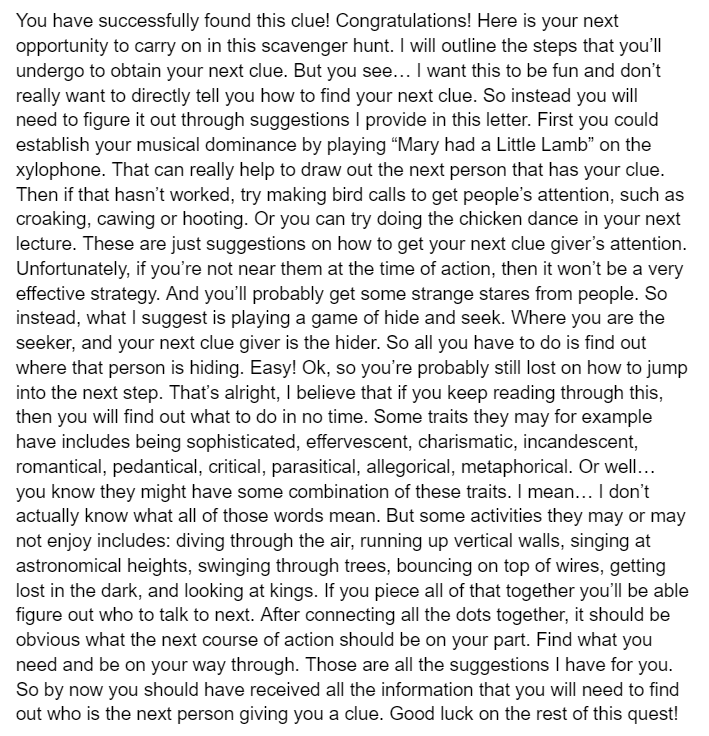 You have successfully found this clue! Congratulations! Here is your next
opportunity to carry on in this scavenger hunt. I will outline the steps that you’ll
undergo to obtain your next clue. But you see… I want this to be fun and don’t
really want to directly tell you how to find your next clue. So instead you will
need to figure it out through suggestions I provide in this letter. First you could
establish your musical dominance by playing “Mary had a Little Lamb” on the
xylophone. That can really help to draw out the next person that has your clue.
Then if that hasn’t worked, try making bird calls to get people’s attention, such as
croaking, cawing or hooting. Or you can try doing the chicken dance in your next
lecture. These are just suggestions on how to get your next clue giver’s attention.
Unfortunately, if you’re not near them at the time of action, then it won’t be a very
effective strategy. And you’ll probably get some strange stares from people. So
instead, what I suggest is playing a game of hide and seek. Where you are the
seeker, and your next clue giver is the hider. So all you have to do is find out
where that person is hiding. Easy! Ok, so you’re probably still lost on how to jump
into the next step. That’s alright, I believe that if you keep reading through this,
then you will find out what to do in no time. Some traits they may for example
have includes being sophisticated, effervescent, charismatic, incandescent,
romantical, pedantical, critical, parasitical, allegorical, metaphorical. Or well…
you know they might have some combination of these traits. I mean… I don’t
actually know what all of those words mean. But some activities they may or may
not enjoy includes: diving through the air, running up vertical walls, singing at
astronomical heights, swinging through trees, bouncing on top of wires, getting
lost in the dark, and looking at kings. If you piece all of that together you’ll be able
figure out who to talk to next. After connecting all the dots together, it should be
obvious what the next course of action should be on your part. Find what you
need and be on your way through. Those are all the suggestions I have for you.
So by now you should have received all the information that you will need to find
out who is the next person giving you a clue. Good luck on the rest of this quest!